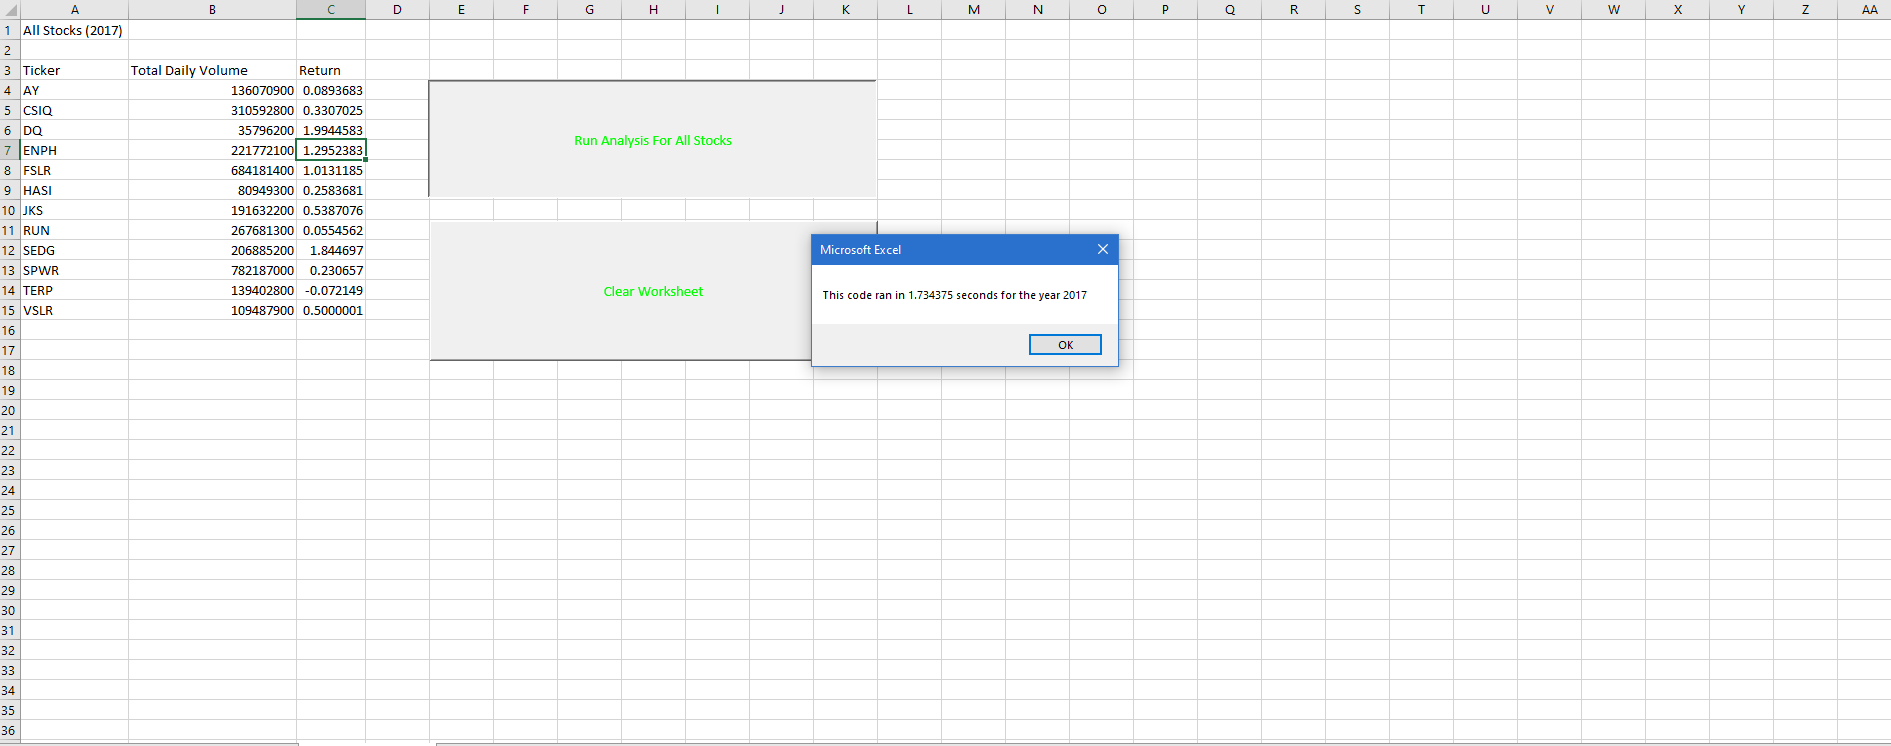 A B C D E F G H I J K L M N O P Q R S T U V W X Y Z AA
1 All Stocks (2017)
2
3 Ticker Total Daily Volume Return
4 AY 136070900 0.0893683
5 CSIQ 310592800 0.3307025
6 DQ 35796200 1.9944583
7 ENPH 221772100 1.2952383
8 FSLR 684181400 1.0131185
9 HASI 80949300 0.2583681
10 JKS 191632200 0.5387076
11 RUN 267681300 0.0554562
12 SEDG 206885200 1.844697
13 SPWR 782187000 0.230657
14 TERP 139402800 -0.072149
15 VSLR 109487900 0.5000001
16
17
18
19
20
21
22
23
24
25
26
27
28
29
30
31
32
33
34
35
36
Run Analysis For All Stocks
Clear Worksheet
Microsoft Excel
This code ran in 1.734375 seconds for the year 2017
OK